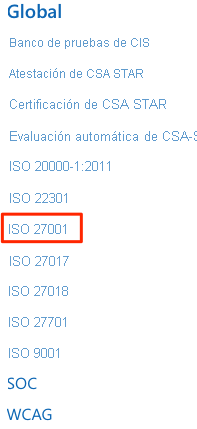 Global
Banco de pruebas de CIS
Atestación de CSA STAR
Certificación de CSA STAR
Evaluación automática de CSA-S
ISO 20000-1:2011
ISO 22301
ISO 27001
ISO 27017
ISO 27018
ISO 27701
ISO 9001
SOC
WCAG